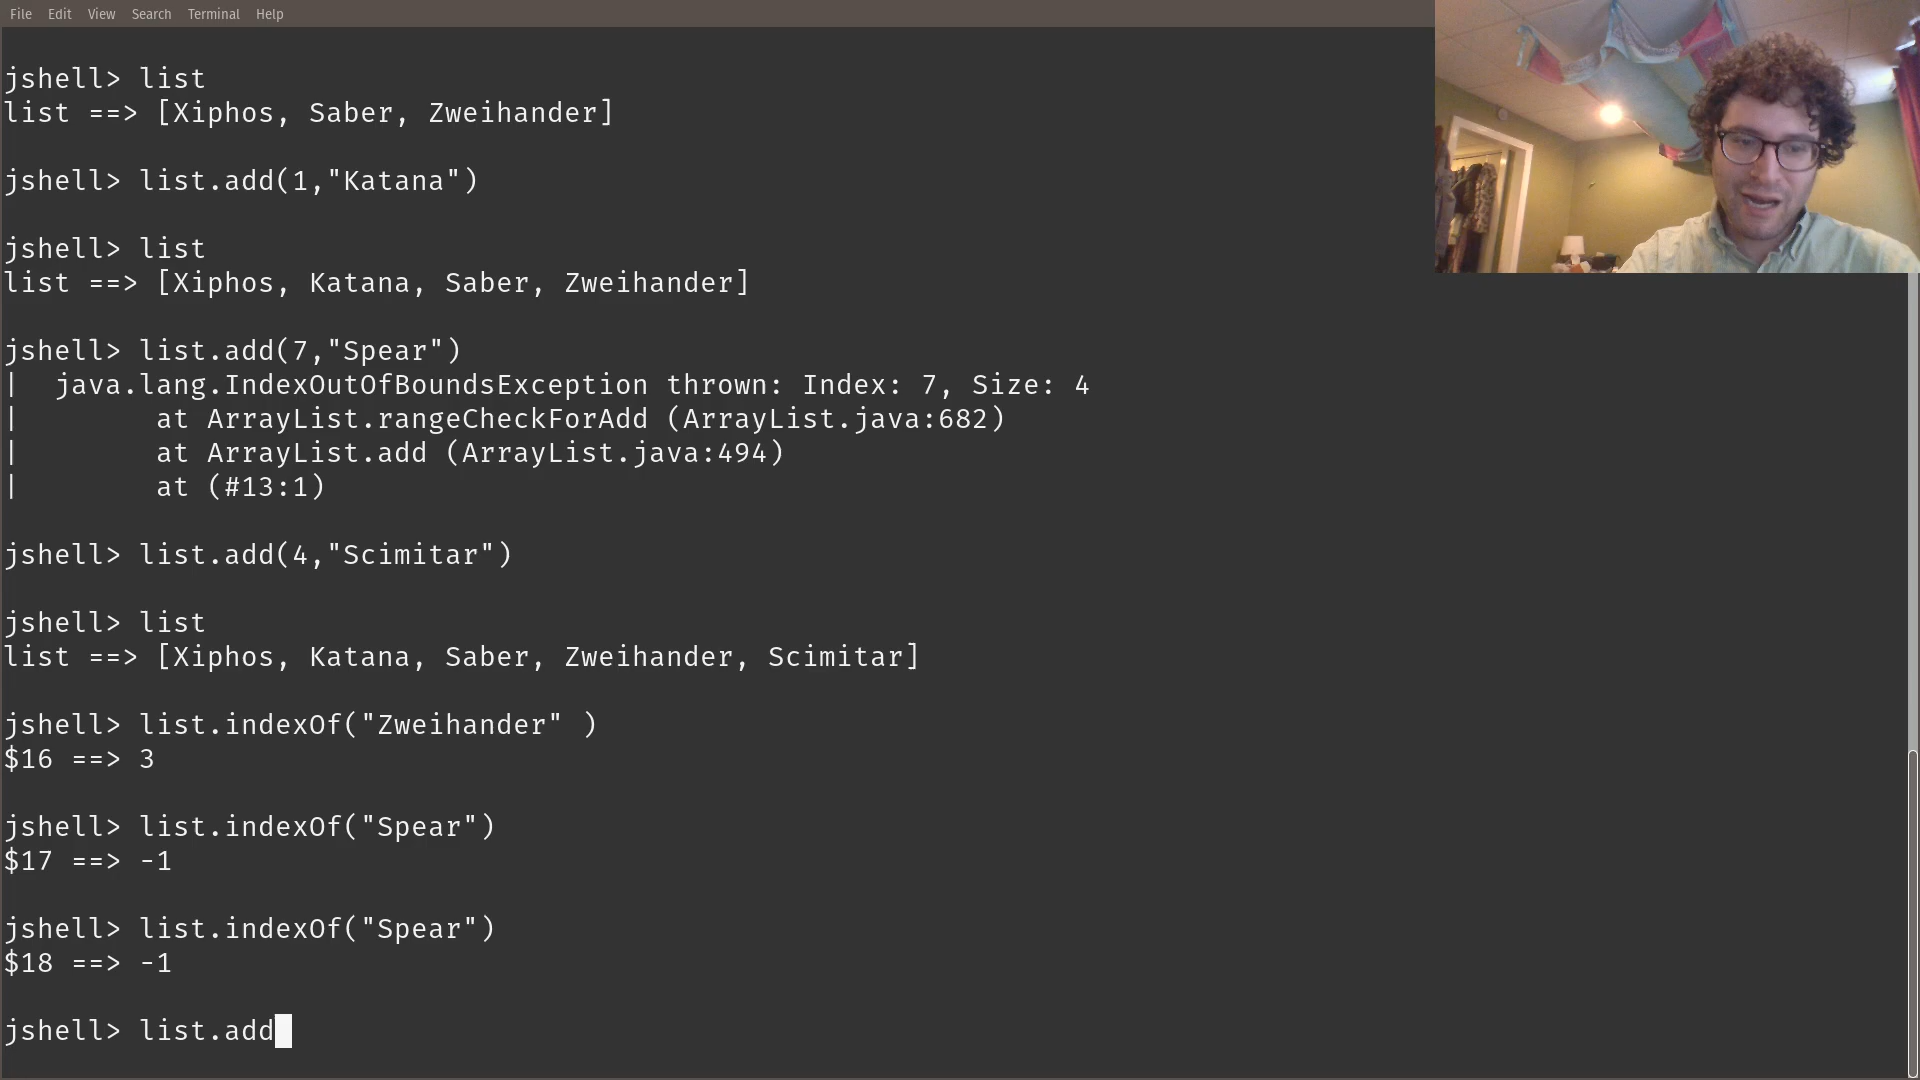 File Edit View Search Terminal Help
jshell> list
list ==> [Xiphos, Saber, Zweihander]
jshell> list.add(1,"Katana")
jshell> list
list ==> [Xiphos, Katana, Saber, Zweihander]
jshell> list.add(7,"Spear")
|  java.lang.IndexOutOfBoundsException thrown: Index: 7, Size: 4
|        at ArrayList.rangeCheckForAdd (ArrayList.java:682)
|        at ArrayList.add (ArrayList.java:494)
|        at (#13:1)
jshell> list.add(4,"Scimitar")
jshell> list
list ==> [Xiphos, Katana, Saber, Zweihander, Scimitar]
jshell> list.indexOf("Zweihander" )
$16 ==> 3
jshell> list.indexOf("Spear")
$17 ==> -1
jshell> list.indexOf("Spear")
$18 ==> -1
jshell> list.add